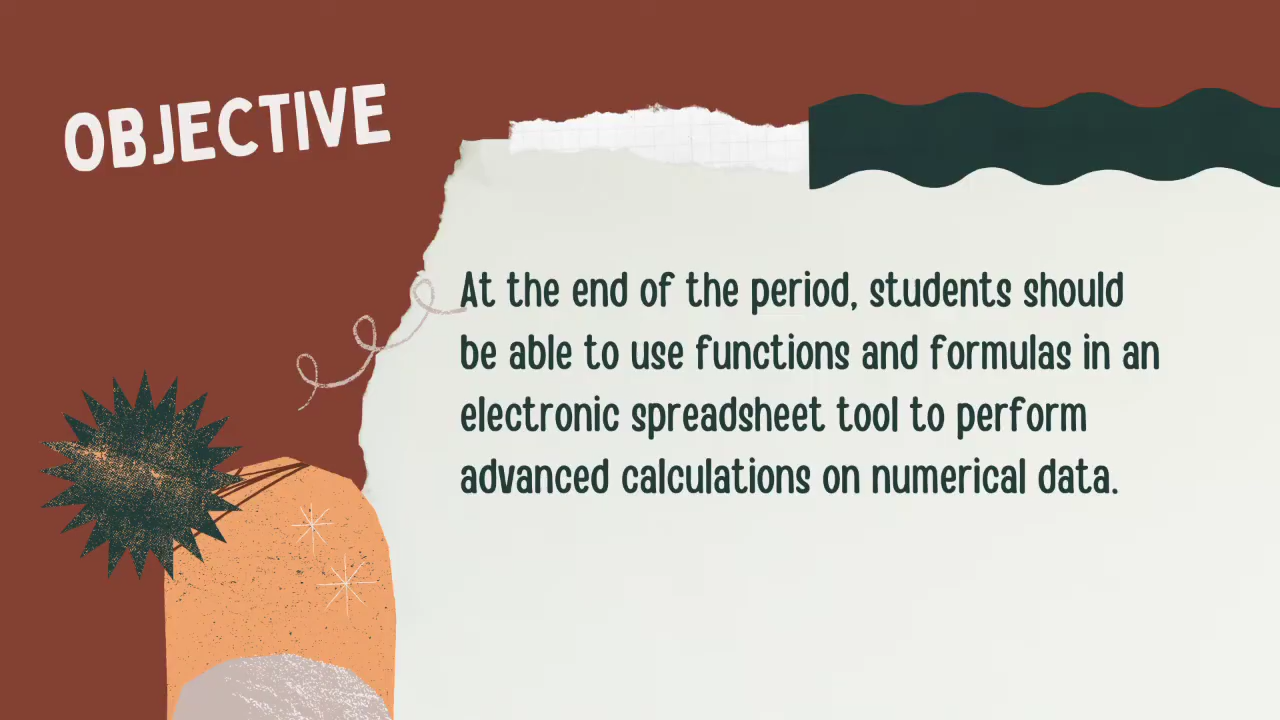 OBJECTIVE
At the end of the period, students should
be able to use functions and formulas in an
electronic spreadsheet tool to perform
advanced calculations on numerical data.